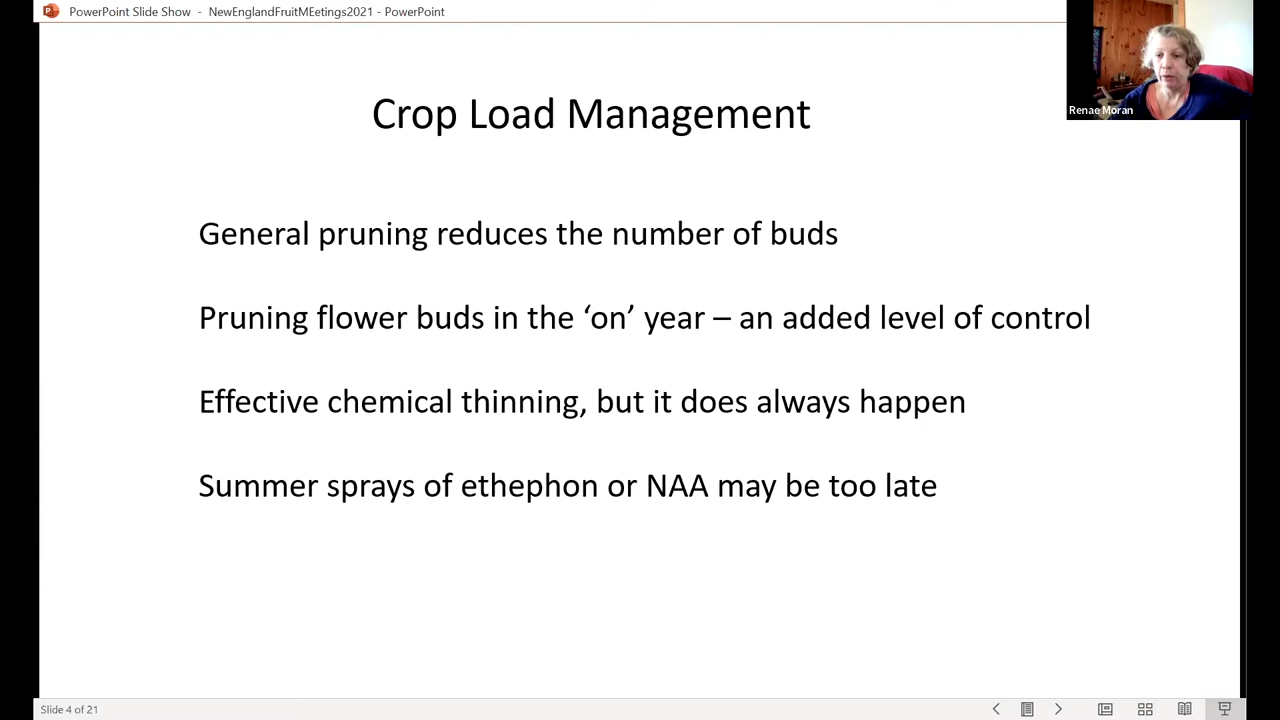 PowerPoint Slide Show - NewEnglandFruitMEetings2021 - PowerPoint
Renae Moran
Crop Load Management
General pruning reduces the number of buds
Pruning flower buds in the ‘on’ year – an added level of control
Effective chemical thinning, but it does always happen
Summer sprays of ethephon or NAA may be too late
Slide 4 of 21